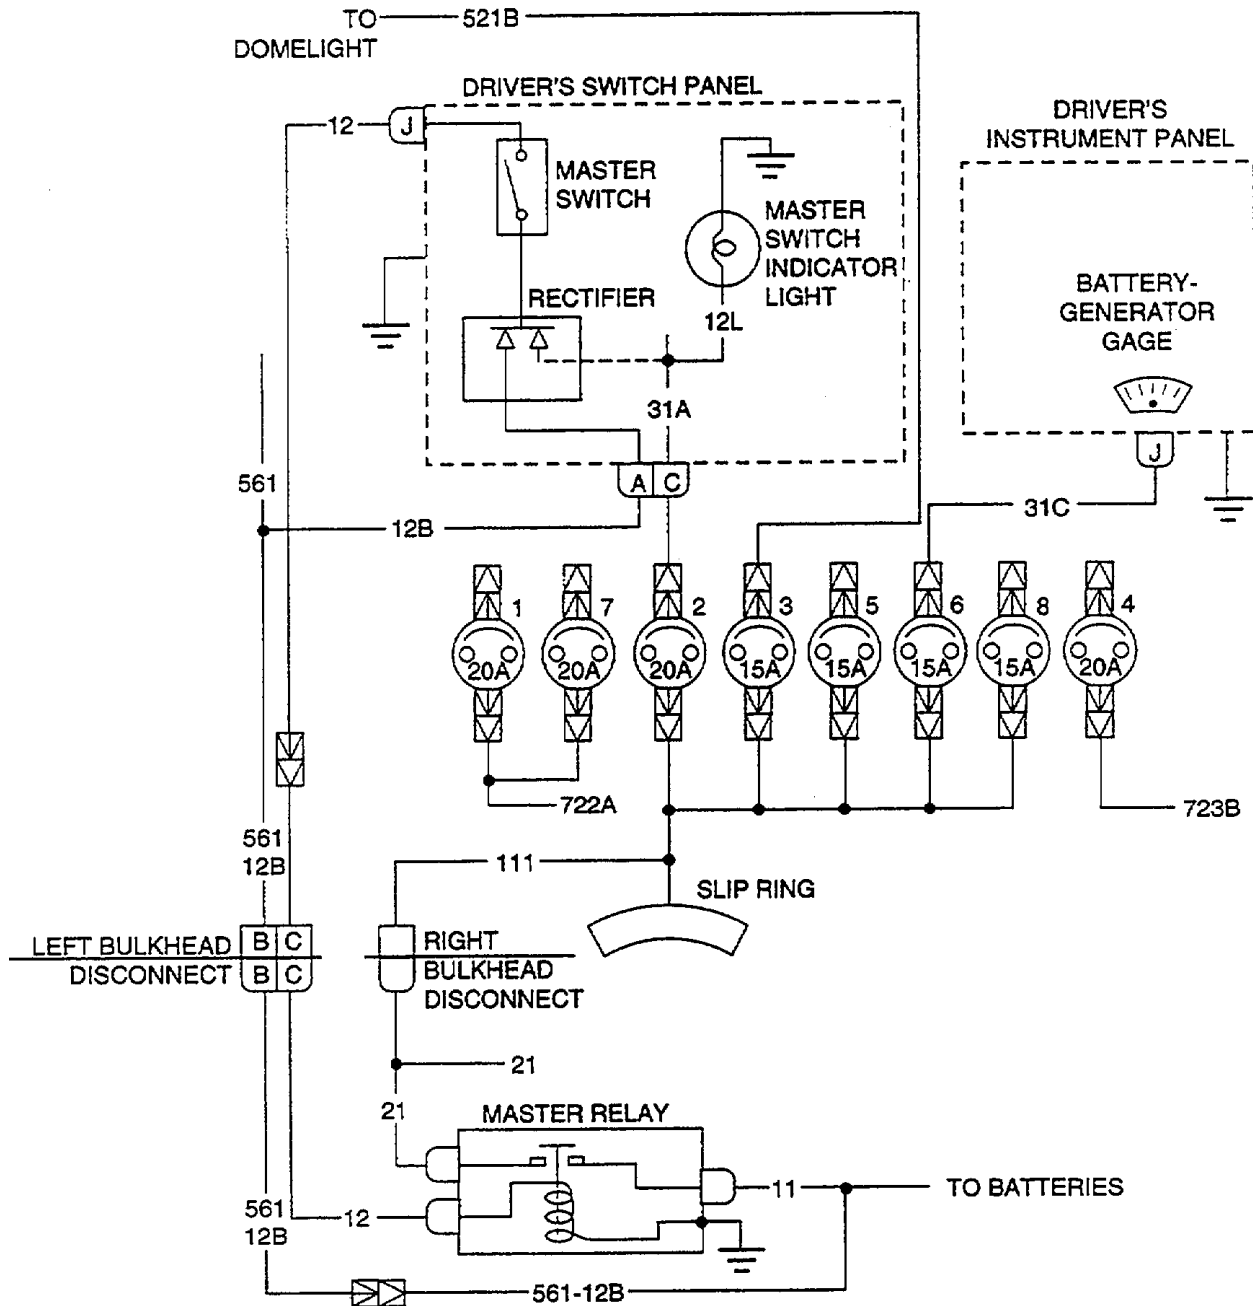 TO
DOMELIGHT
521B
DRIVER'S SWITCH PANEL
DRIVER'S
INSTRUMENT PANEL
12
J
MASTER
SWITCH
MASTER
SWITCH
INDICATOR
LIGHT
RECTIFIER
12L
BATTERY-
GENERATOR
GAGE
31A
J
A C
561
12B
31C
1
7
2
3
5
6
8
4
20A
20A
20A
15A
15A
15A
15A
20A
722A
723B
561
12B
111
SLIP RING
LEFT BULKHEAD
DISCONNECT
B C
B C
RIGHT
BULKHEAD
DISCONNECT
21
21
MASTER RELAY
11
TO BATTERIES
561
12B
12
561-12B